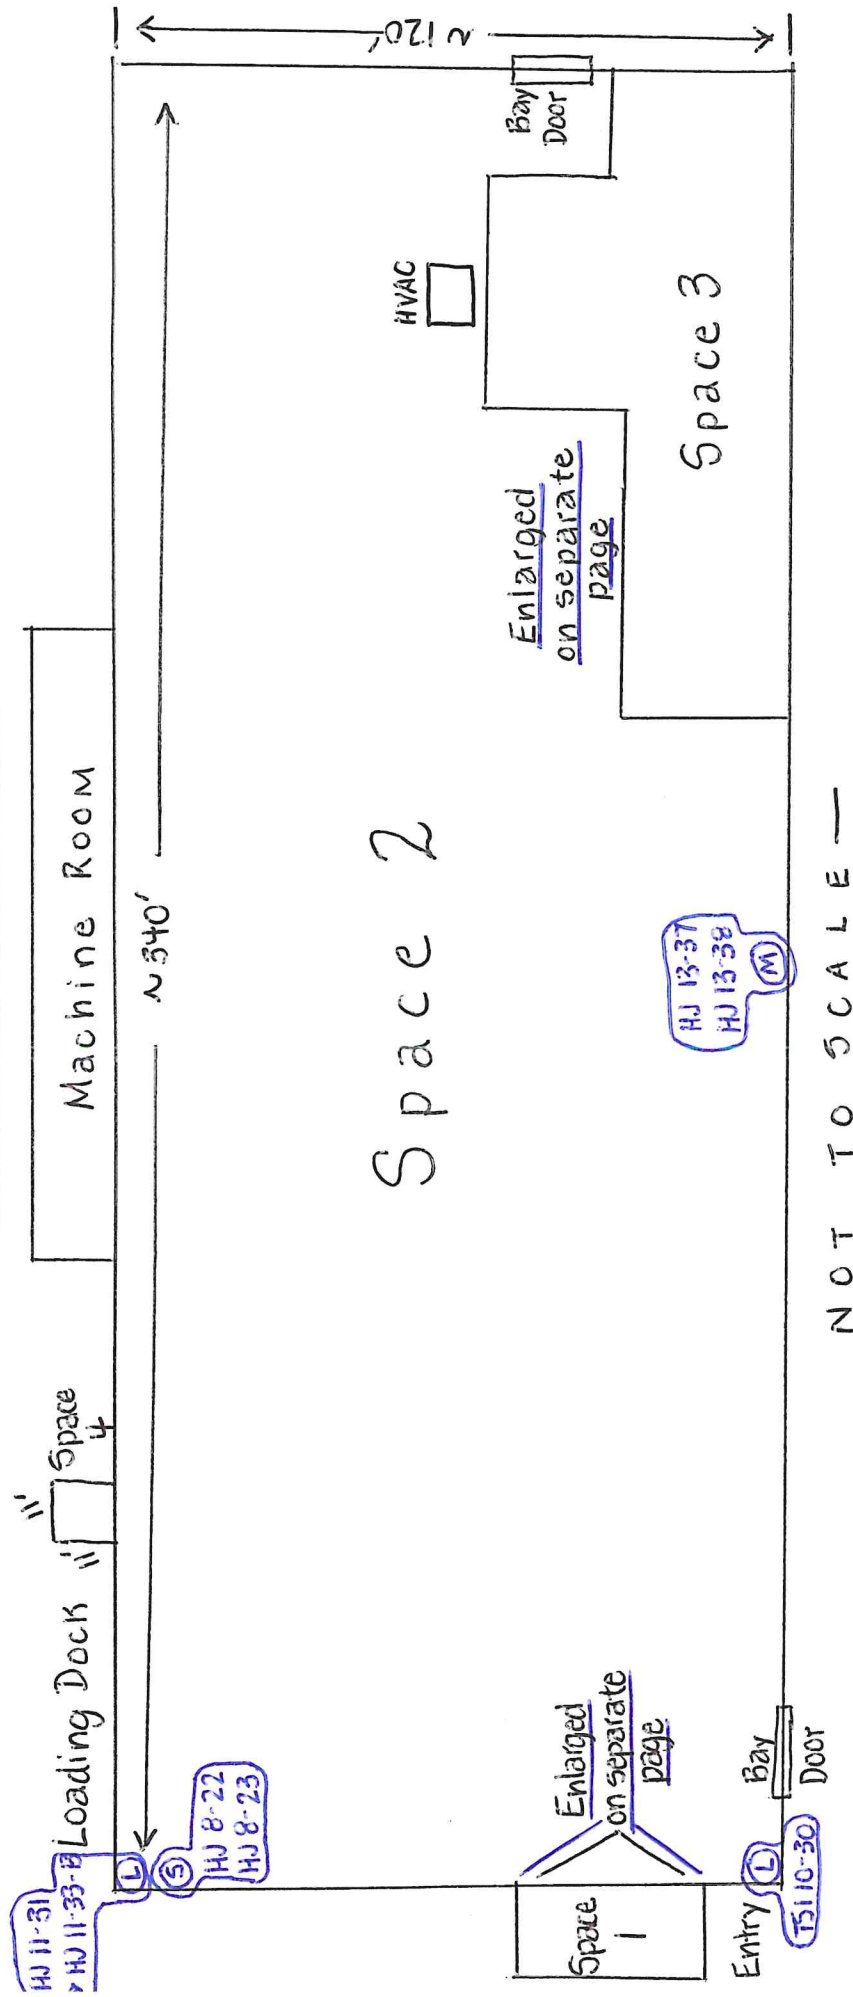 HJ 11-31
HJ 11-33-B
Loading Dock
11'
11'
Space
4
Machine Room
~ 120'
~ 340'
L
S
HJ 8-22
HJ 8-23
Space 2
HVAC
Bay
Door
Enlarged
on separate
page
Space 3
Enlarged
on separate
page
Space
1
HJ 13-37
HJ 13-38
M
Entry
L
TS1 10-30
Bay
Door
NOT TO SCALE —